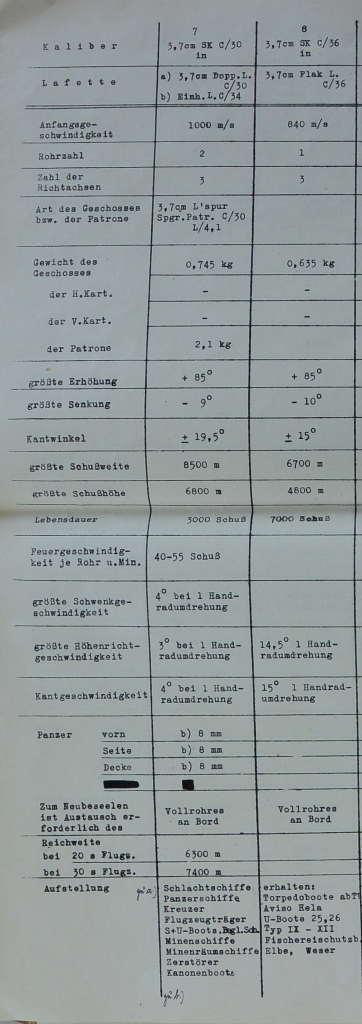 7 8
Kaliber 3,7cm SK C/30 3,7cm SK C/36
in in
Lafette a) 3,7cm Dopp.L. 3,7cm Flak L.
C/30 C/36
b) Einh.L.C/34
Anfangsge-
schwindigkeit 1000 m/s 840 m/s
Rohrzahl 2 1
Zahl der
Richtachsen 3 3
Art des Geschosses 3,7cm L'spur
bzw. der Patrone Spgr.Patr. C/30
L/4,1
Gewicht des
Geschosses 0,745 kg 0,635 kg
der H.Kart. - -
der V.Kart. - -
der Patrone 2,1 kg
größte Erhöhung + 85° + 85°
größte Senkung - 9° - 10°
Kantwinkel ± 19,5° ± 15°
größte Schußweite 8500 m 6700 m
größte Schußhöhe 6800 m 4800 m
Lebensdauer 3000 Schuß 7000 Schuß
Feuergeschwindig-
keit je Rohr u.Min. 40-55 Schuß
größte Schwenkge- 4° bei 1 Hand-
schwindigkeit radumdrehung
größte Höhenricht- 3° bei 1 Hand- 14,5° 1 Hand-
geschwindigkeit radumdrehung radumdrehung
Kantgeschwindigkeit 4° bei 1 Hand- 15° 1 Handrad-
radumdrehung umdrehung
Panzer vorn b) 8 mm
Seite b) 8 mm
Decke b) 8 mm
Zum Neubeseelen
ist Austausch er- Vollrohres Vollrohres
forderlich des an Bord an Bord
Reichweite
bei 20 s Flugz. 6300 m
bei 30 s Flugz. 7400 m
Aufstellung Schlachtschiffe erhalten:
Panzerschiffe Torpedoboote
Kreuzer Aviso Hela
Flugzeugträger U-Boote 25,26
S+U-Boots. Typ IX - XII
Minenschiffe Fischereischutzb.
Minenräumschiffe Elbe, Weser
Zerstörer
Kanonenboote